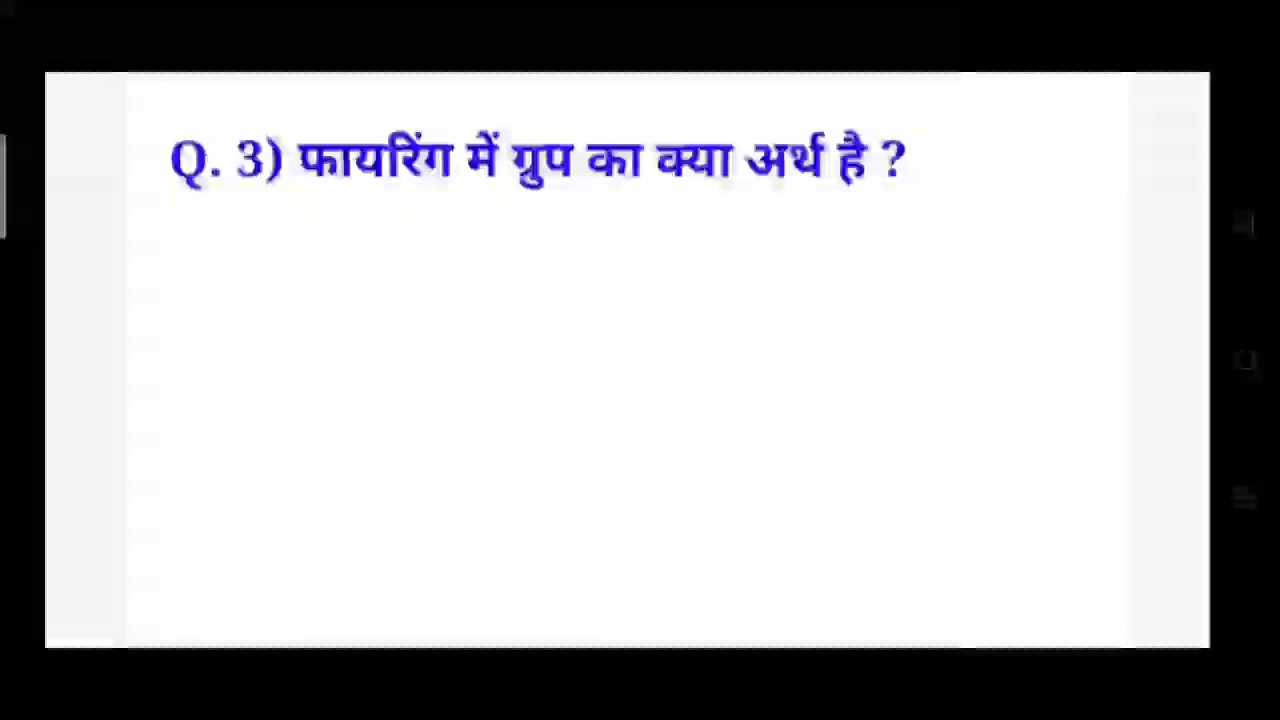 Q. 3) फायरिंग में ग्रुप का क्या अर्थ है ?